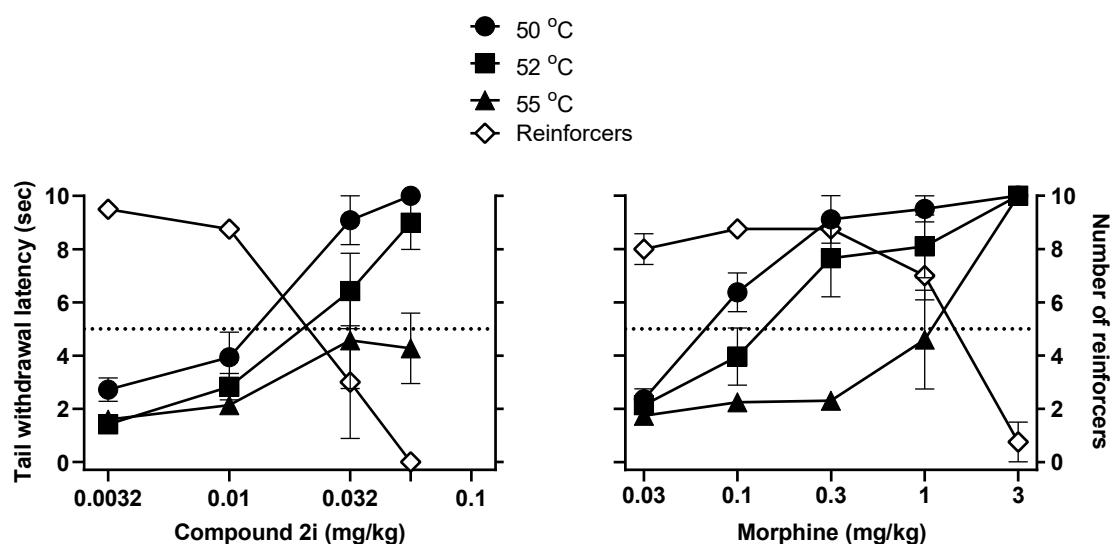 50 °C
52 °C
55 °C
Reinforcers
Tail withdrawal latency (sec)
10
8
6
4
2
0
0.0032
0.01
0.032
0.1
Compound 2i (mg/kg)
0.03
0.1
0.3
1
3
Morphine (mg/kg)
10
8
6
4
2
0
Number of reinforcers